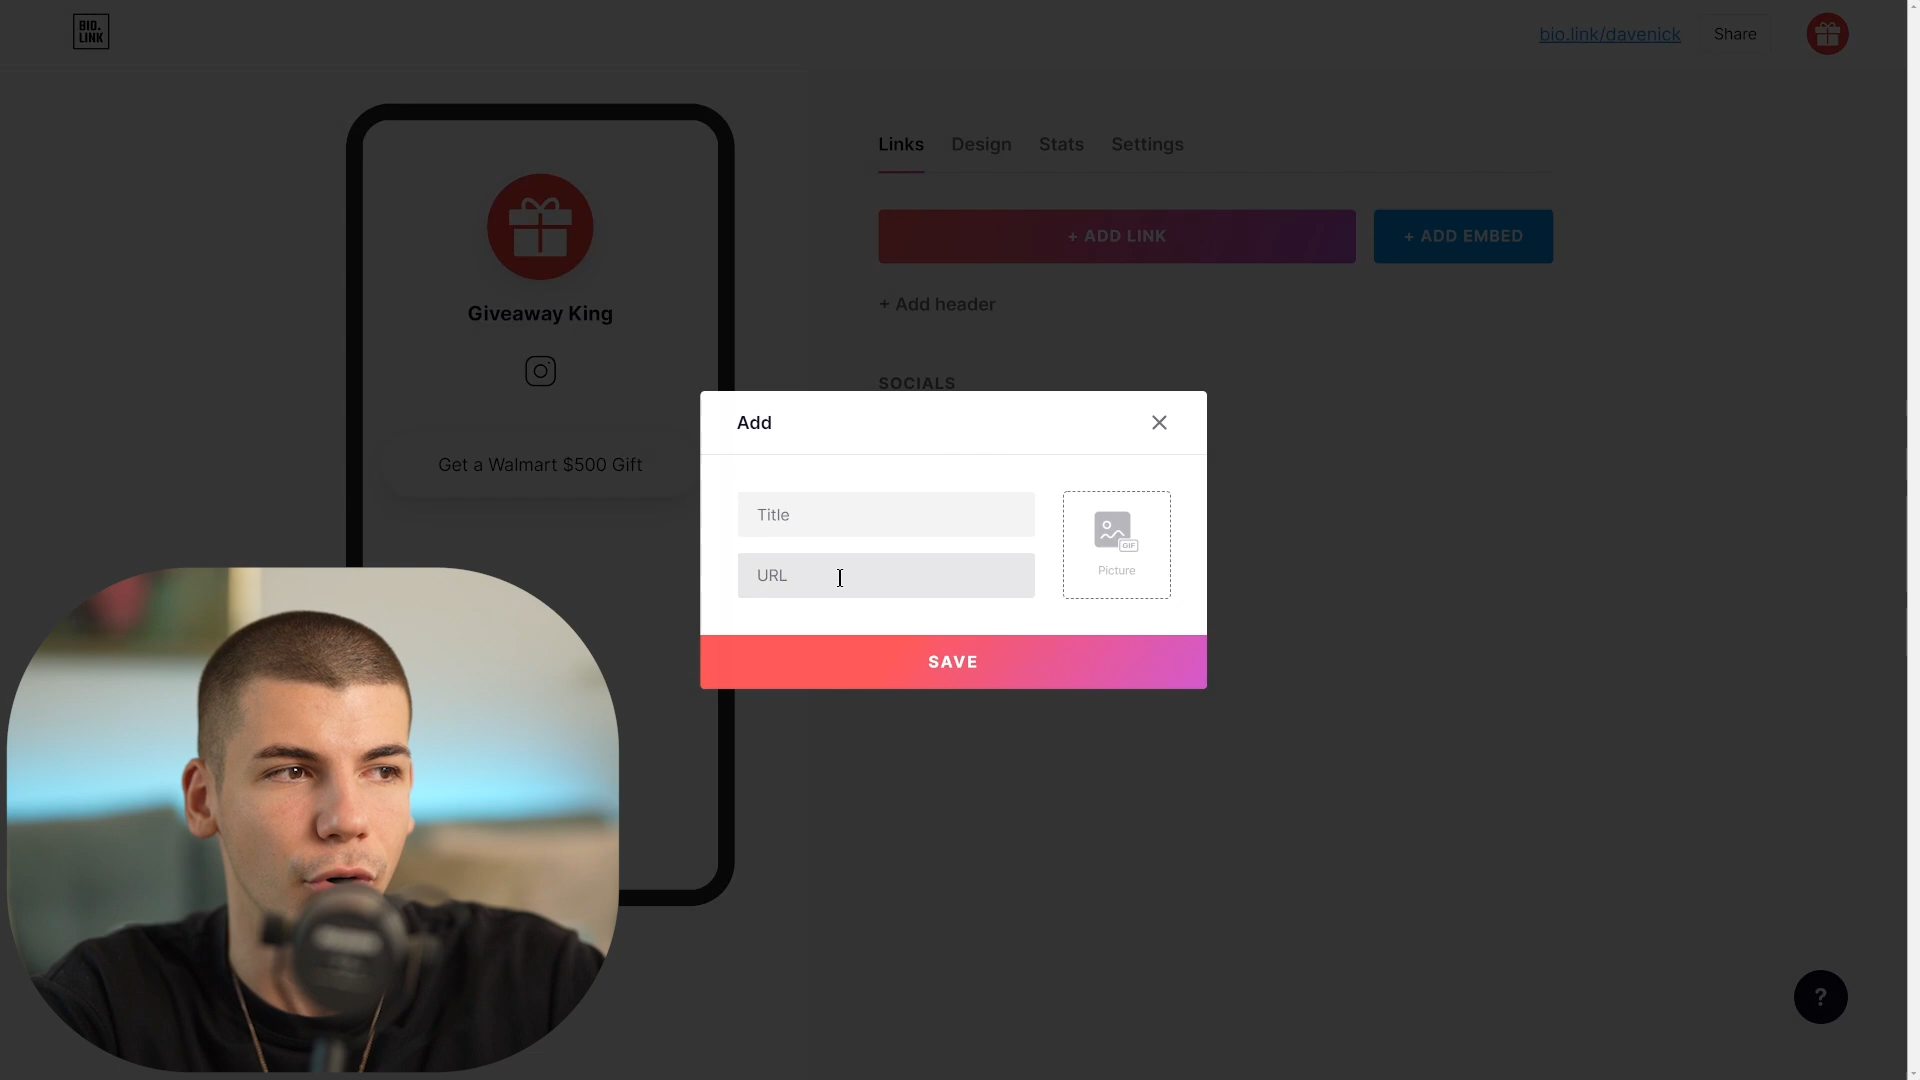 BIO.
LINK
bio.link/davenick
Share
Links
Design
Stats
Settings
+ ADD LINK
+ ADD EMBED
+ Add header
SOCIALS
Giveaway King
Get a Walmart $500 Gift
Add
Title
URL
GIF
Picture
SAVE
?